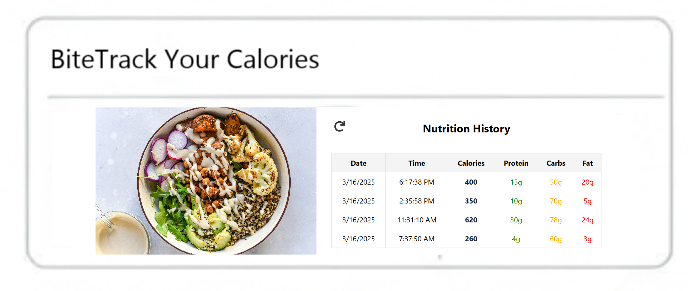 BiteTrack Your Calories
Nutrition History
Date Time Calories Protein Carbs Fat
3/16/2025 6:17:38 PM 400 15g 50g 20g
3/16/2025 2:35:58 PM 350 10g 70g 5g
3/16/2025 11:31:10 AM 620 30g 78g 24g
3/16/2025 7:37:50 AM 260 4g 60g 3g